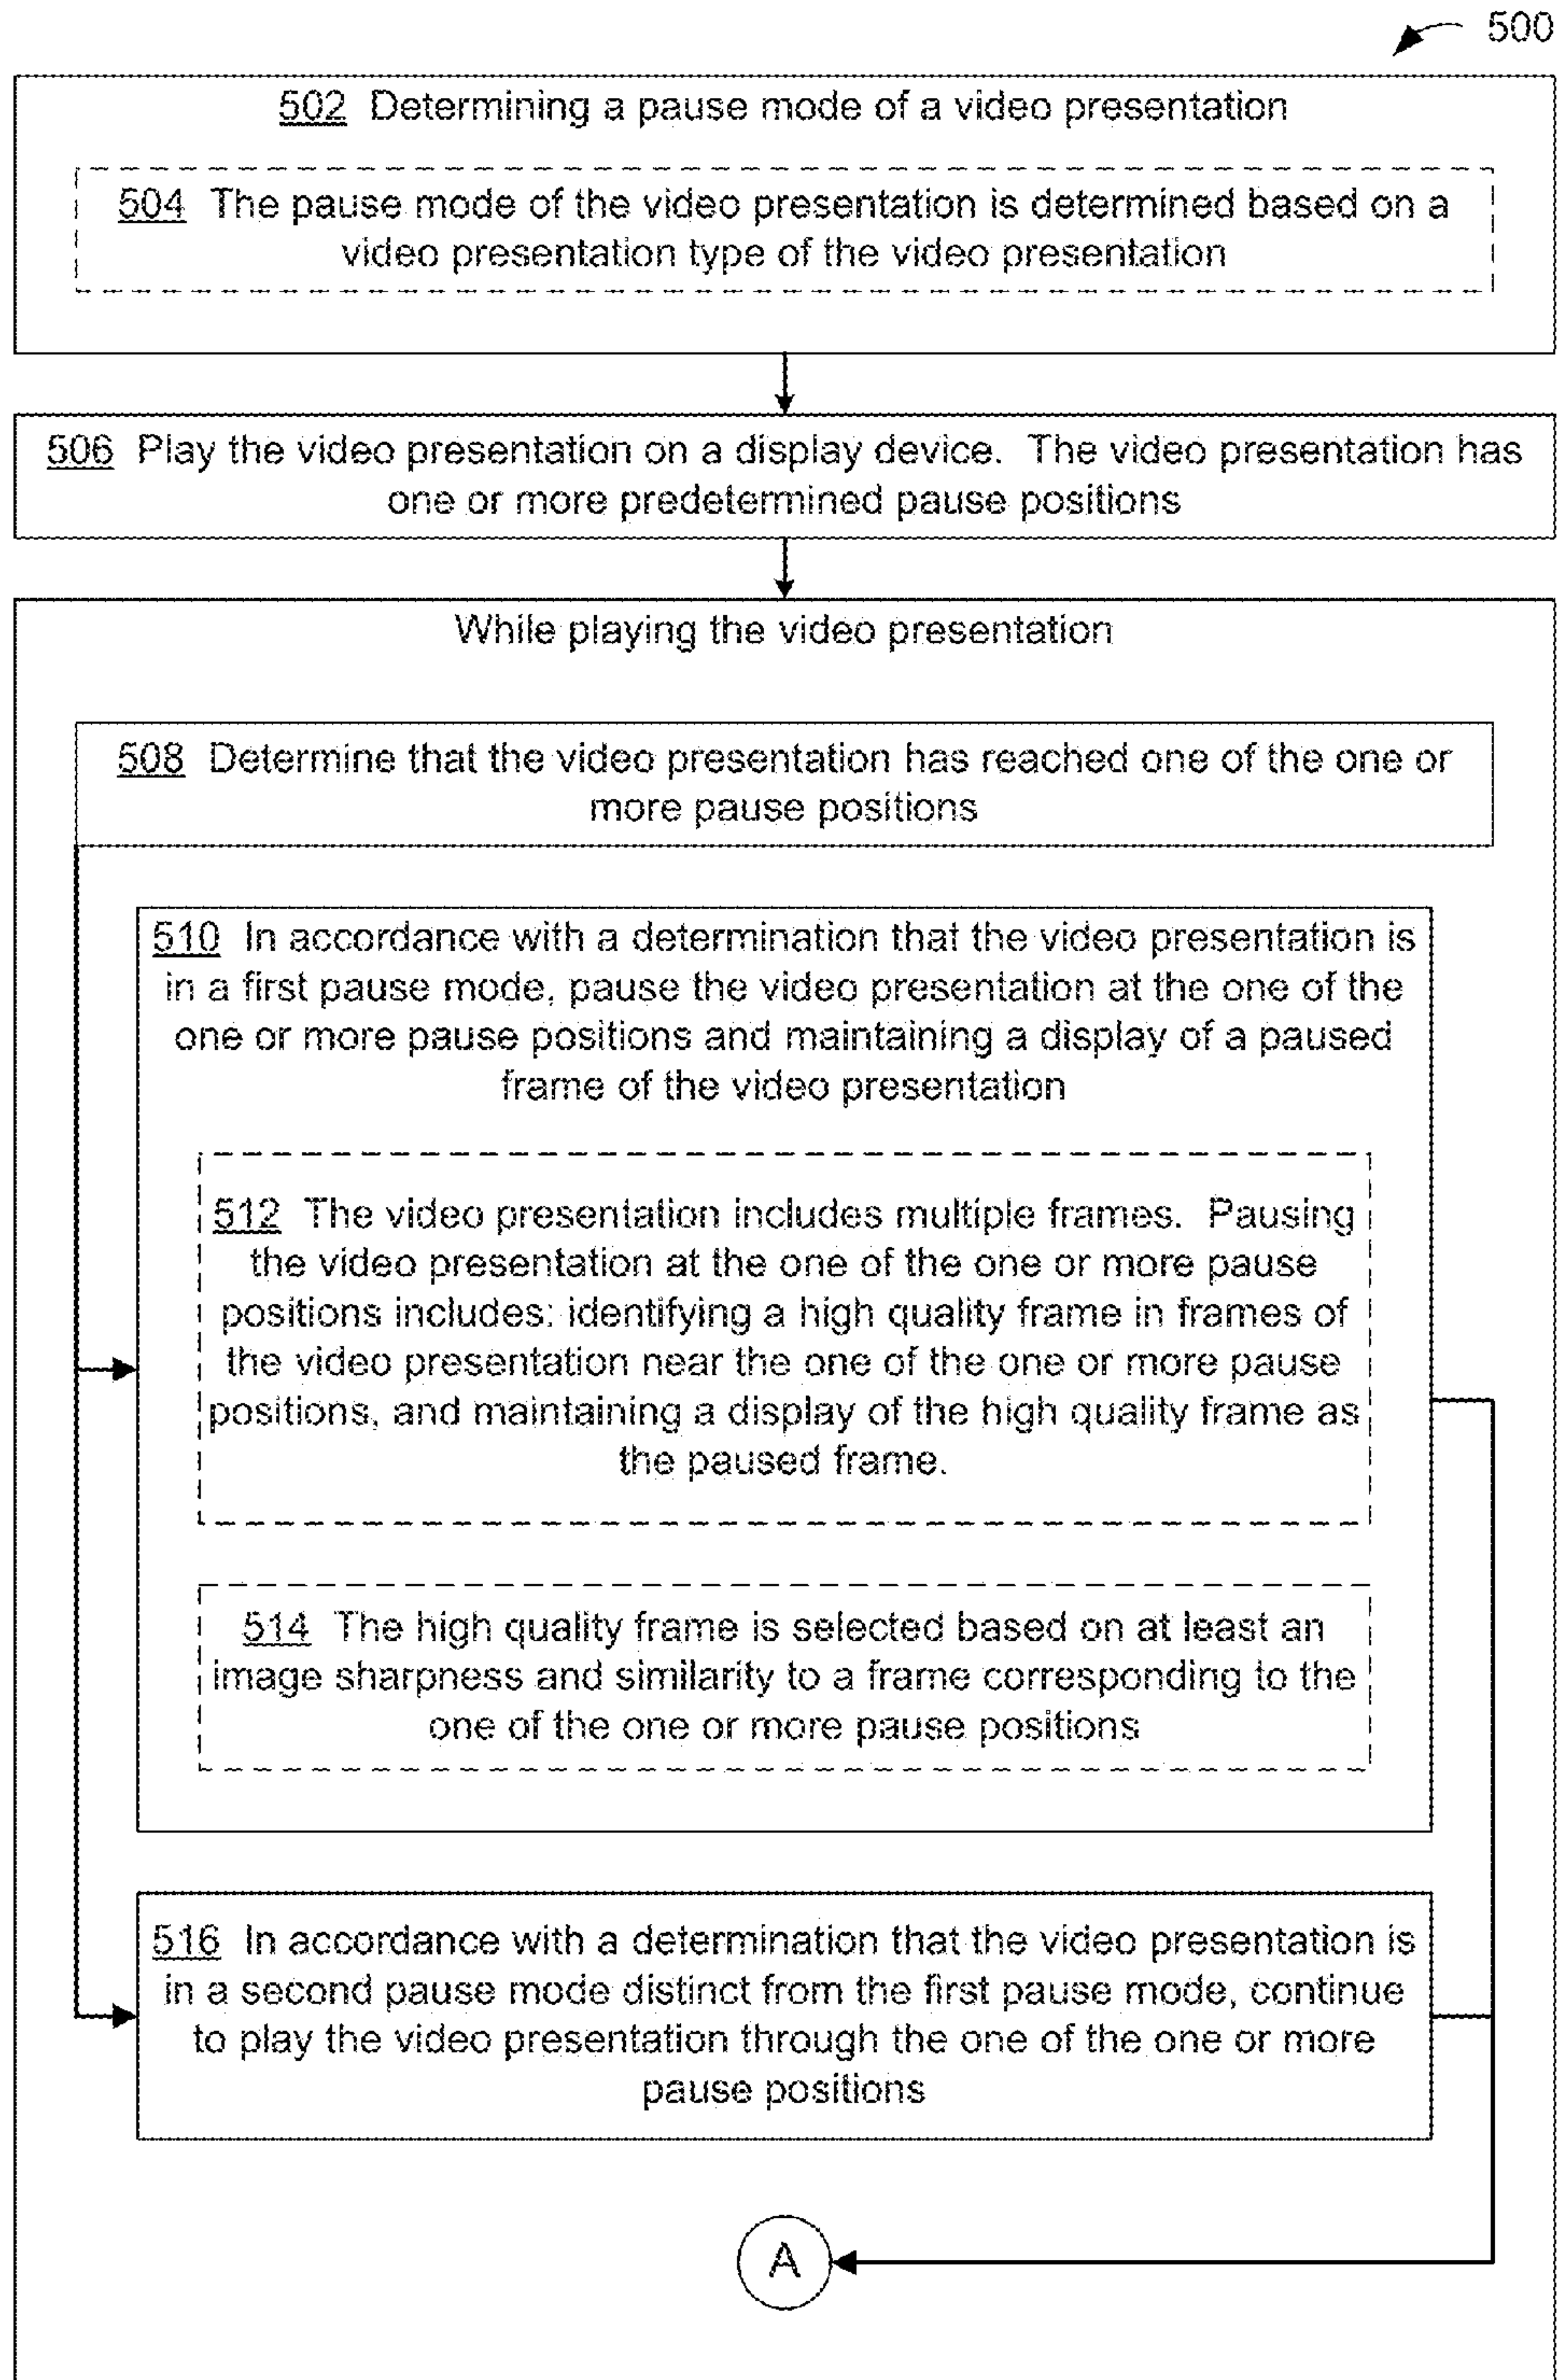 500
502 Determining a pause mode of a video presentation
504 The pause mode of the video presentation is determined based on a
video presentation type of the video presentation
506 Play the video presentation on a display device. The video presentation has
one or more predetermined pause positions
While playing the video presentation
508 Determine that the video presentation has reached one of the one or
more pause positions
510 In accordance with a determination that the video presentation is
in a first pause mode, pause the video presentation at the one of the
one or more pause positions and maintaining a display of a paused
frame of the video presentation
512 The video presentation includes multiple frames. Pausing
the video presentation at the one of the one or more pause
positions includes: identifying a high quality frame in frames of
the video presentation near the one of the one or more pause
positions, and maintaining a display of the high quality frame as
the paused frame.
514 The high quality frame is selected based on at least an
image sharpness and similarity to a frame corresponding to the
one of the one or more pause positions
516 In accordance with a determination that the video presentation is
in a second pause mode distinct from the first pause mode, continue
to play the video presentation through the one of the one or more
pause positions
A